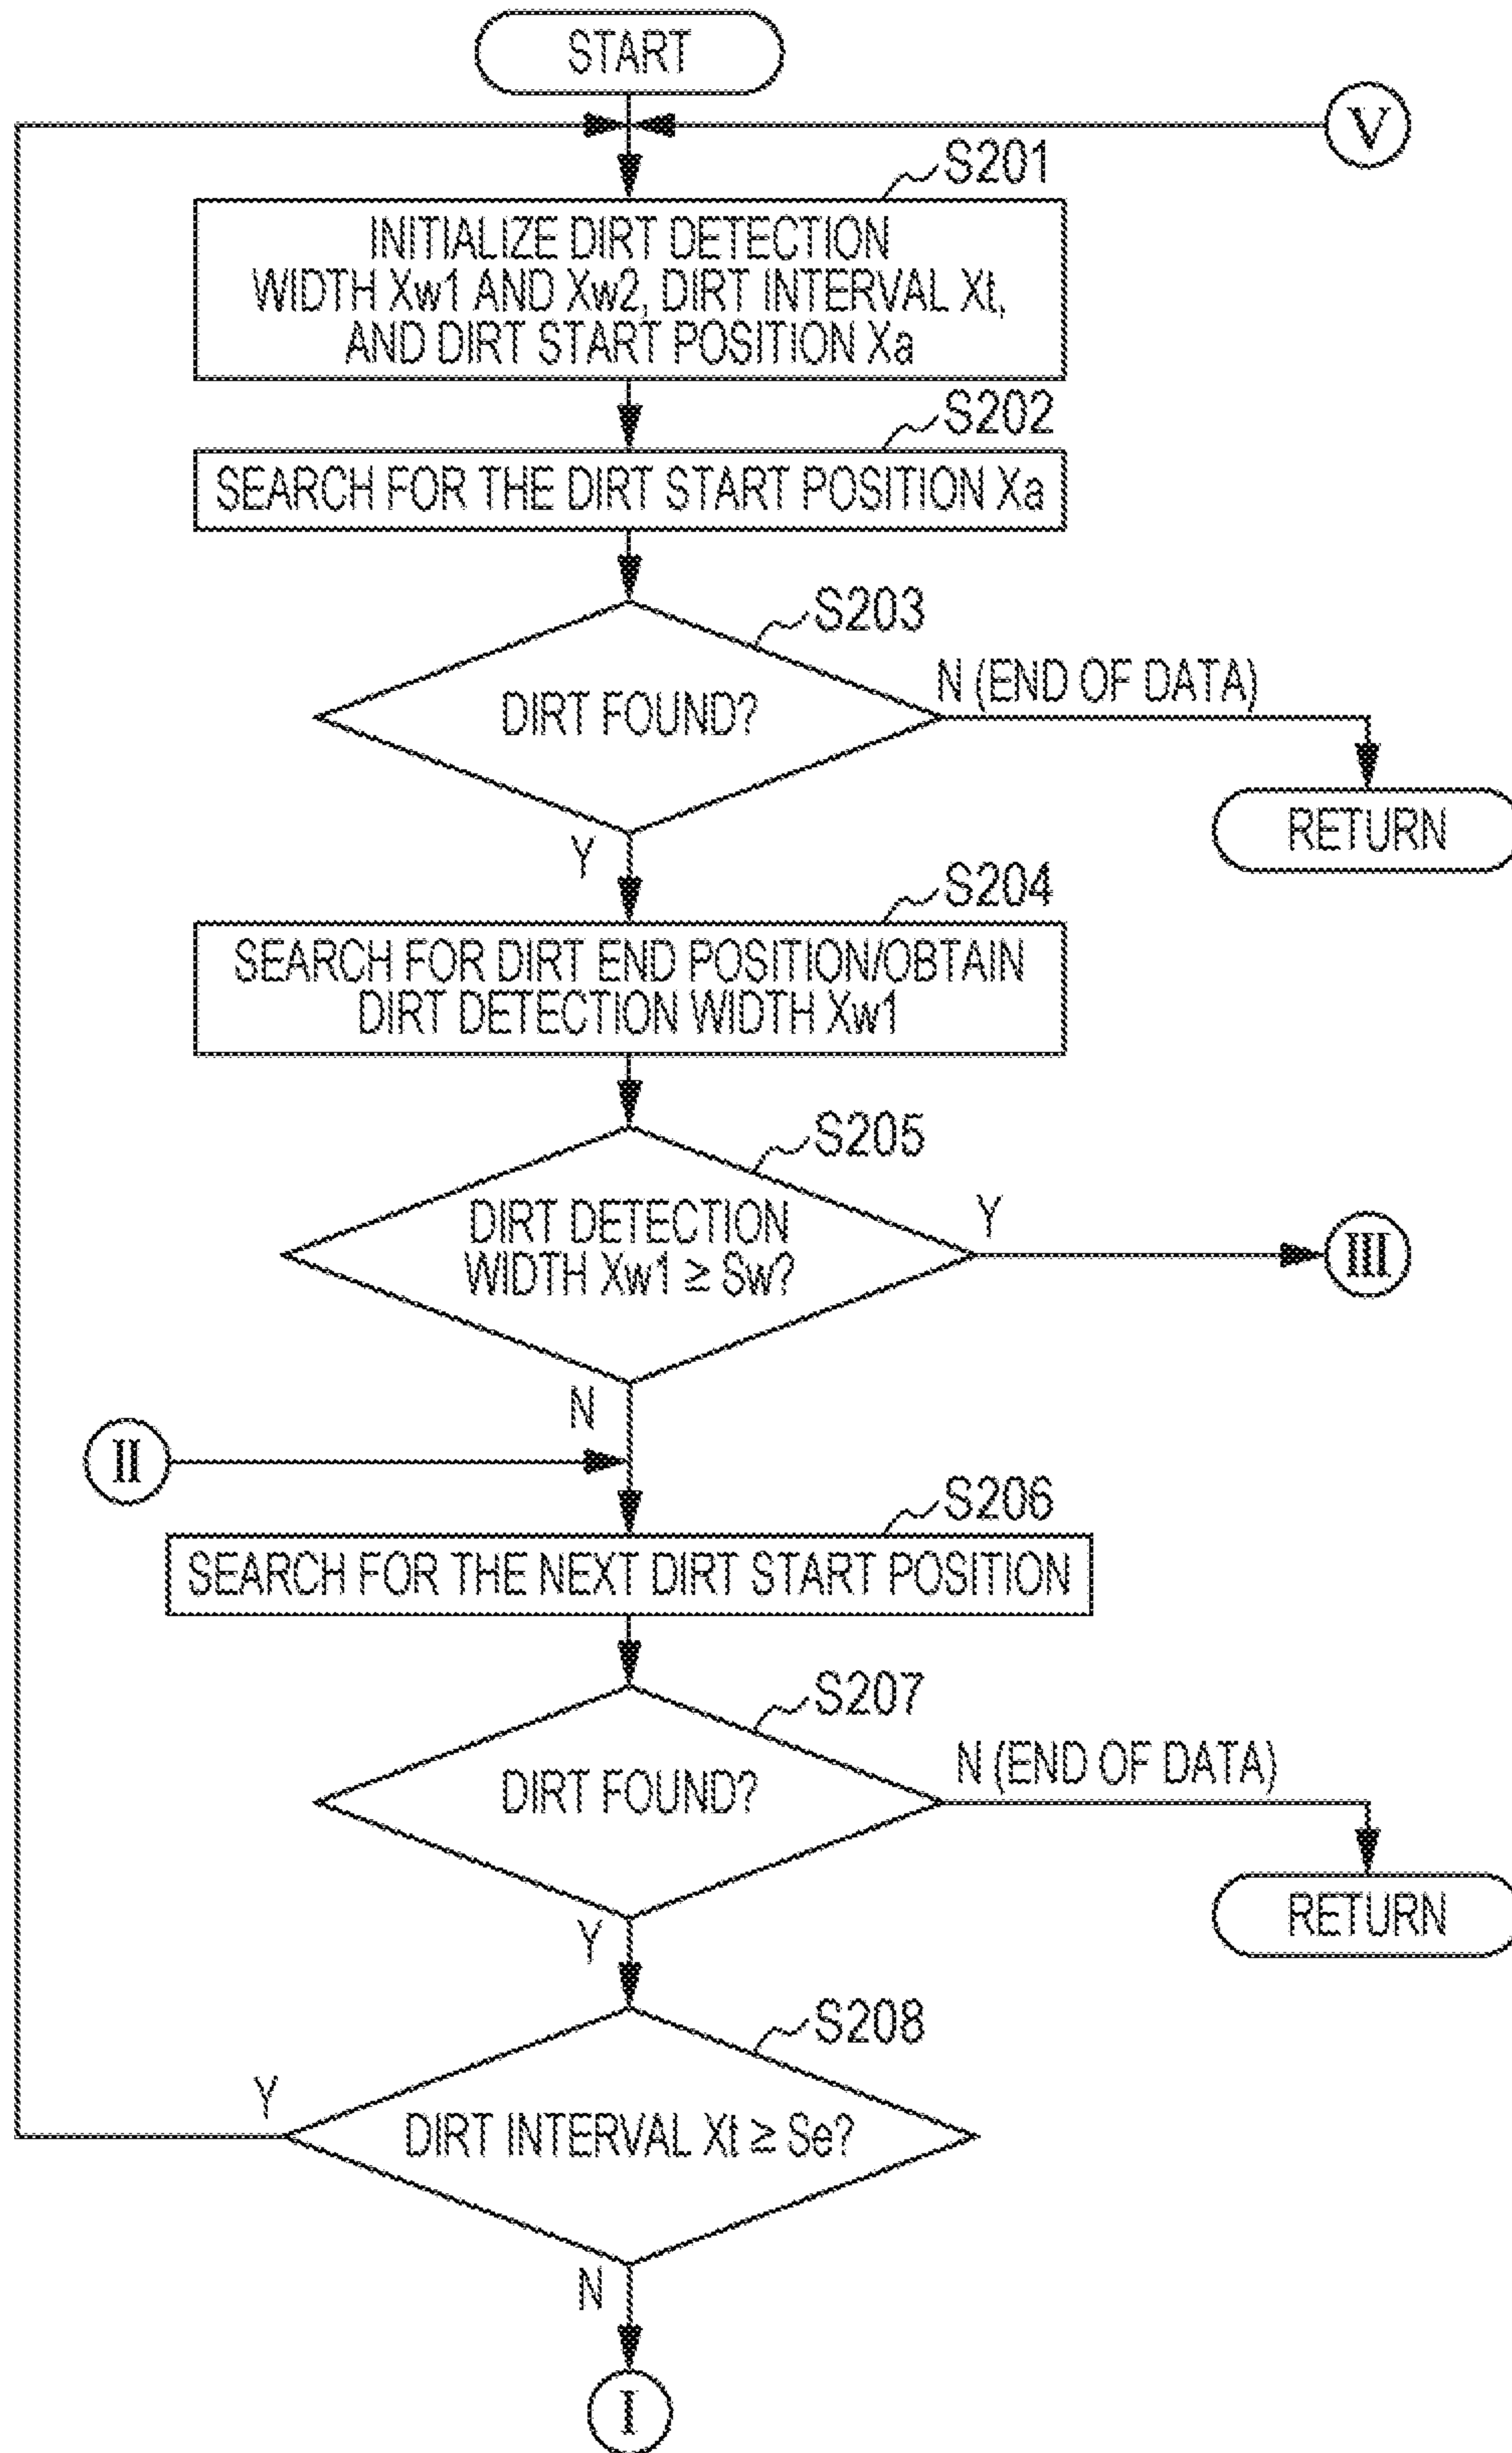 START
V
S201
INITIALIZE DIRT DETECTION
WIDTH Xw1 AND Xw2, DIRT INTERVAL Xt,
AND DIRT START POSITION Xa
S202
SEARCH FOR THE DIRT START POSITION Xa
S203
DIRT FOUND?
N (END OF DATA)
RETURN
Y
S204
SEARCH FOR DIRT END POSITION/OBTAIN
DIRT DETECTION WIDTH Xw1
S205
DIRT DETECTION
WIDTH Xw1 ≥ Sw?
Y
III
N
II
S206
SEARCH FOR THE NEXT DIRT START POSITION
S207
DIRT FOUND?
N (END OF DATA)
RETURN
Y
S208
Y
DIRT INTERVAL Xt ≥ Se?
N
I